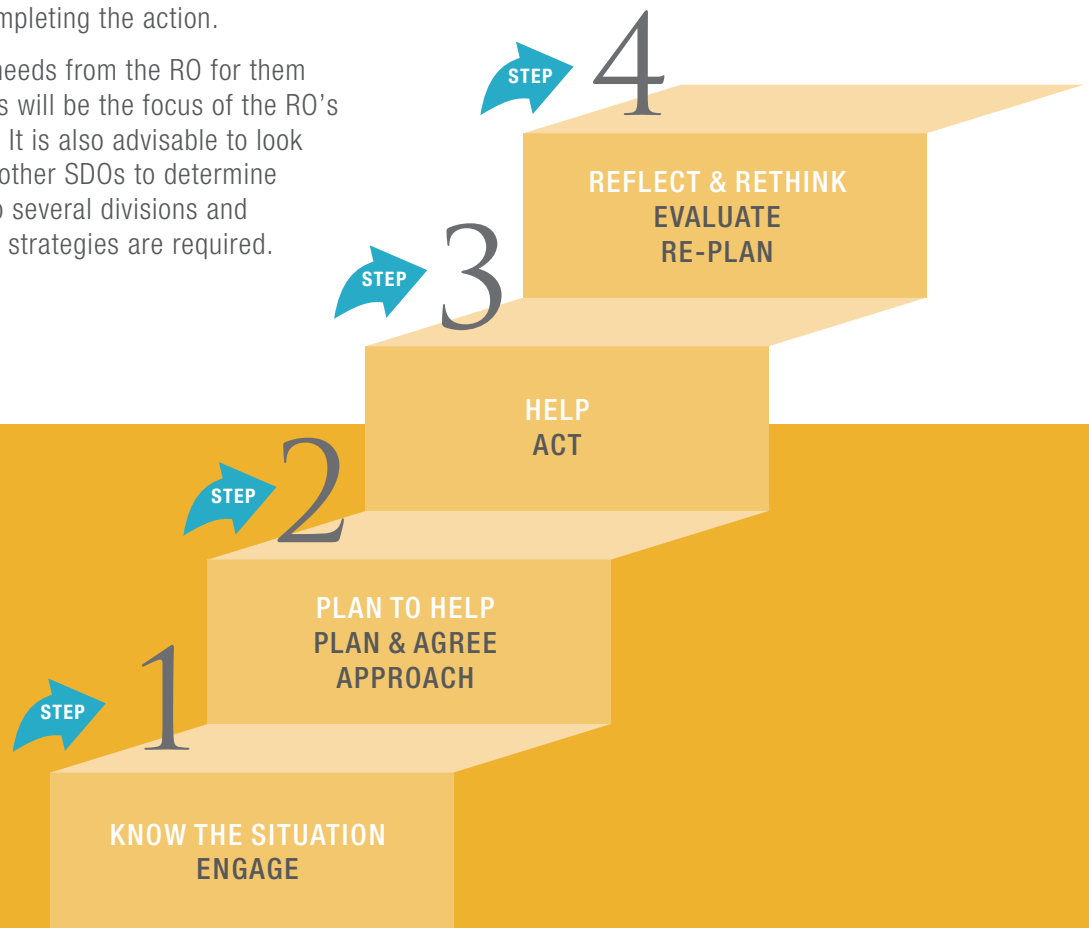 mpleting the action.
needs from the RO for them
s will be the focus of the RO's
It is also advisable to look
other SDOs to determine
o several divisions and
strategies are required.
STEP 4
REFLECT & RETHINK
EVALUATE
RE-PLAN
STEP 3
HELP
ACT
STEP 2
PLAN TO HELP
PLAN & AGREE
APPROACH
STEP 1
KNOW THE SITUATION
ENGAGE